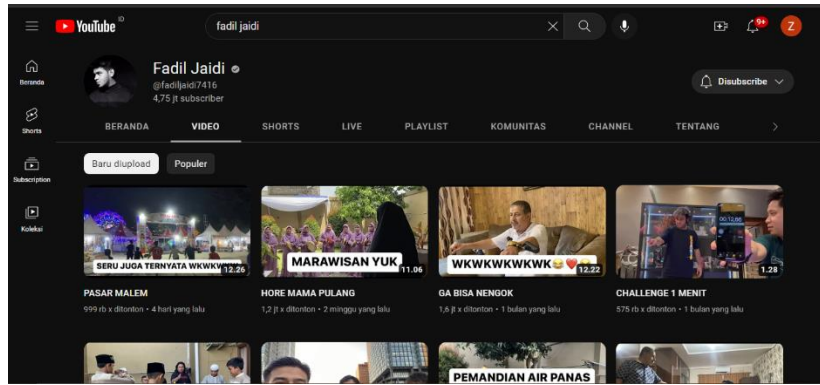 YouTube ID
fadil jaidi
9+
Z
Beranda
Shorts
Subscription
Koleksi
Fadil Jaidi
@fadiljaidi7416
4,75 jt subscriber
Disubscribe
BERANDA VIDEO SHORTS LIVE PLAYLIST KOMUNITAS CHANNEL TENTANG
Baru diupload Populer
SERU JUGA TERNYATA WKWKWKWK
12.26
MARAWISAN YUK
11.06
WKWKWKWKWK
12.22
00:12,66
1.28
PASAR MALEM
999 rb x ditonton • 4 hari yang lalu
HORE MAMA PULANG
1,2 jt x ditonton • 2 minggu yang lalu
GA BISA NENGOK
1,6 jt x ditonton • 1 bulan yang lalu
CHALLENGE 1 MENIT
575 rb x ditonton • 1 bulan yang lalu
PEMANDIAN AIR PANAS